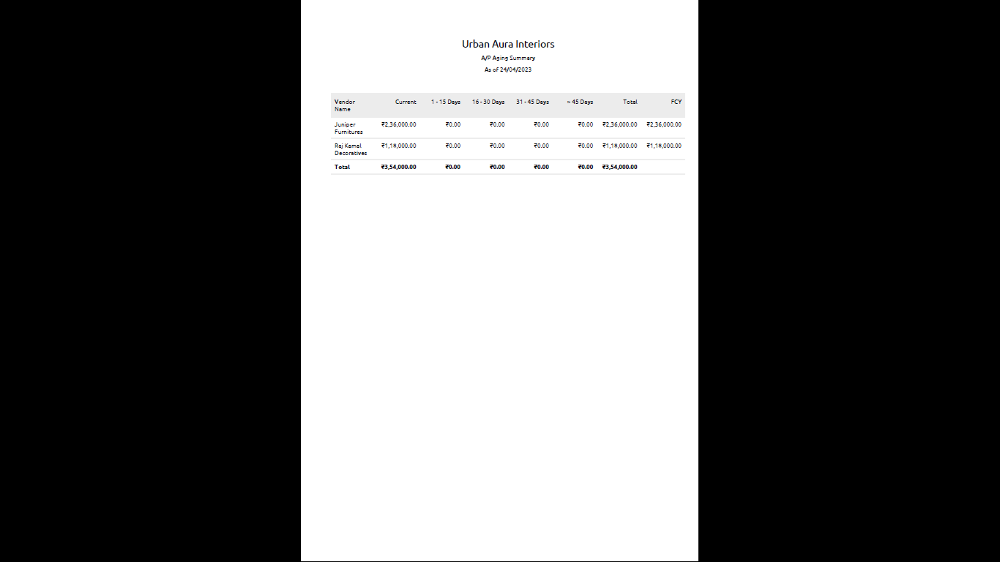 Urban Aura Interiors
A/P Aging Summary
As of 24/04/2023
Vendor Name Current 1 - 15 Days 16 - 30 Days 31 - 45 Days > 45 Days Total FCY
Juniper Furnitures ₹2,36,000.00 ₹0.00 ₹0.00 ₹0.00 ₹0.00 ₹2,36,000.00 ₹2,36,000.00
Raj Kamal Decoratives ₹1,18,000.00 ₹0.00 ₹0.00 ₹0.00 ₹0.00 ₹1,18,000.00 ₹1,18,000.00
Total ₹3,54,000.00 ₹0.00 ₹0.00 ₹0.00 ₹0.00 ₹3,54,000.00